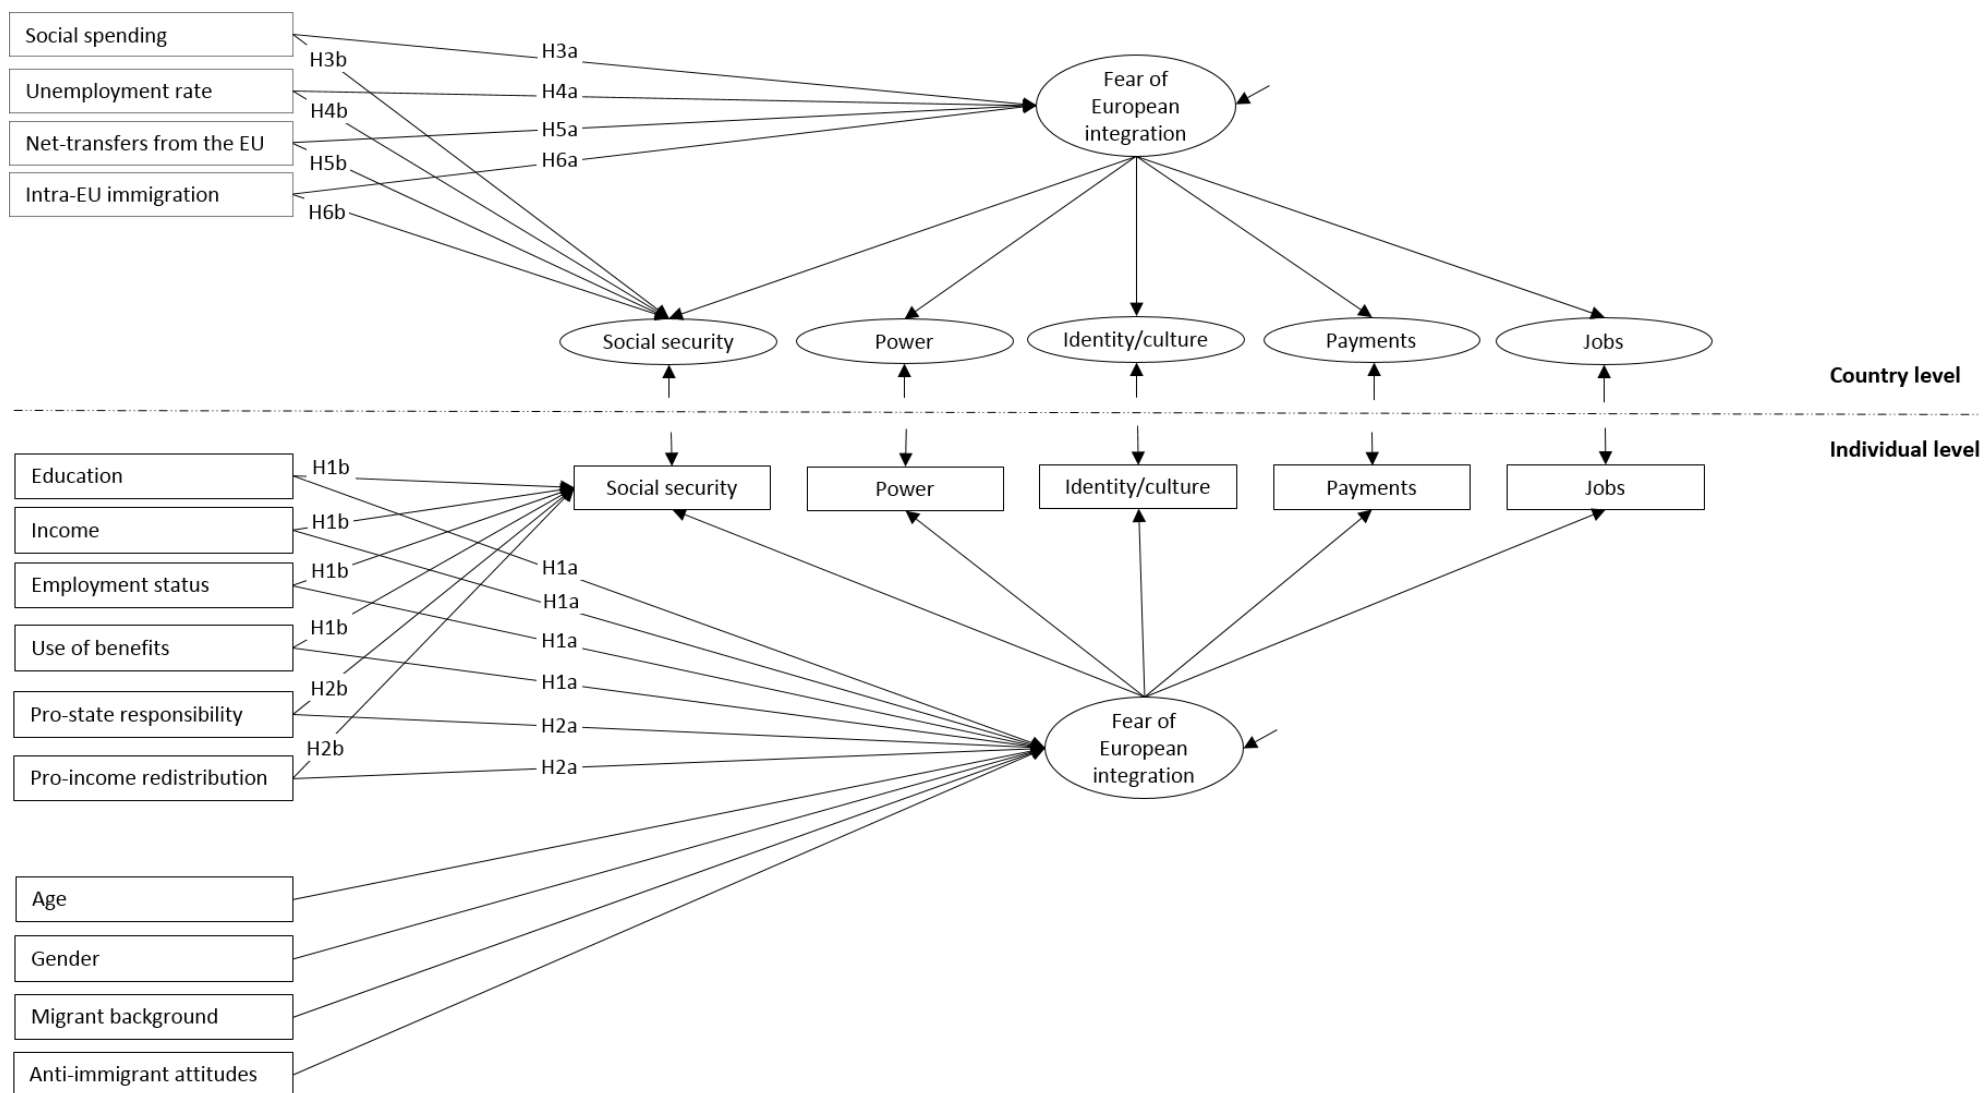 Social spending
H3a
H3b
Unemployment rate
H4a
H4b
Net-transfers from the EU
H5a
H5b
Intra-EU immigration
H6a
H6b
Fear of
European
integration
Social security
Power
Identity/culture
Payments
Jobs
Country level
Individual level
Education
H1b
Social security
Power
Identity/culture
Payments
Jobs
Income
H1b
Employment status
H1b
H1a
H1a
Use of benefits
H1b
H1a
H1a
Pro-state responsibility
H2b
H2a
Pro-income redistribution
H2b
H2a
Fear of
European
integration
Age
Gender
Migrant background
Anti-immigrant attitudes